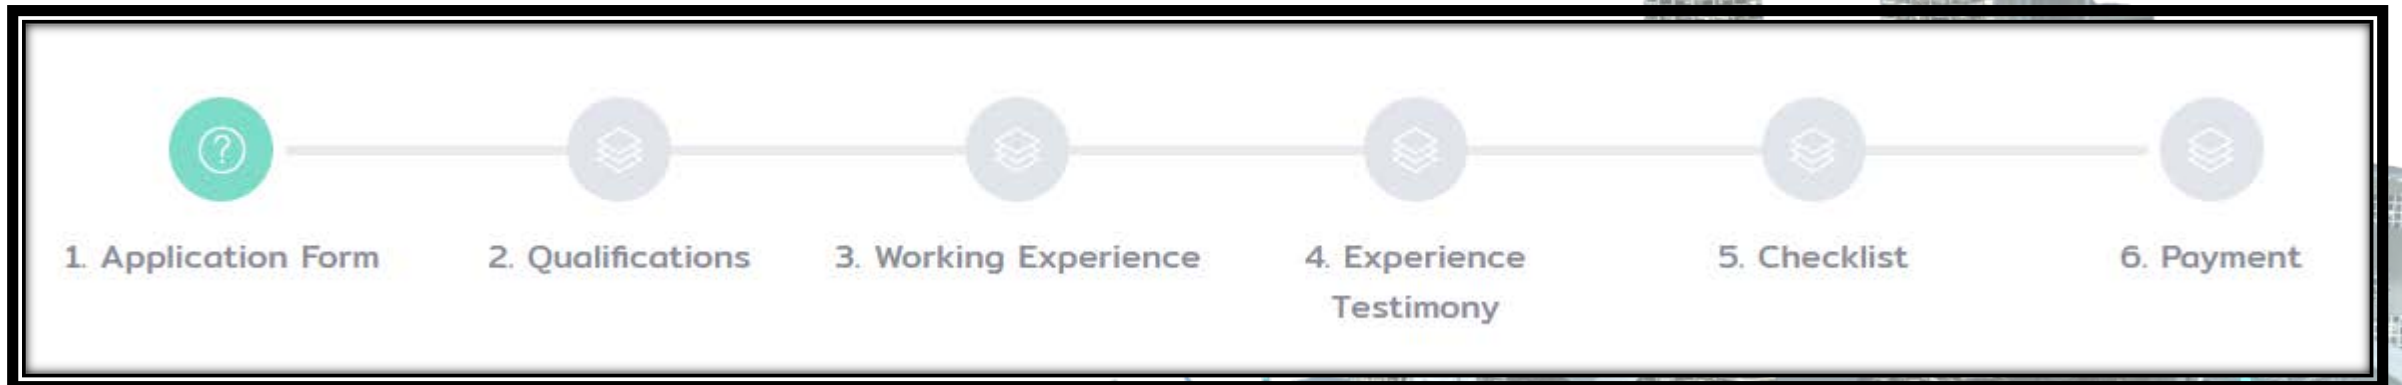 1. Application Form
2. Qualifications
3. Working Experience
4. Experience
Testimony
5. Checklist
6. Payment